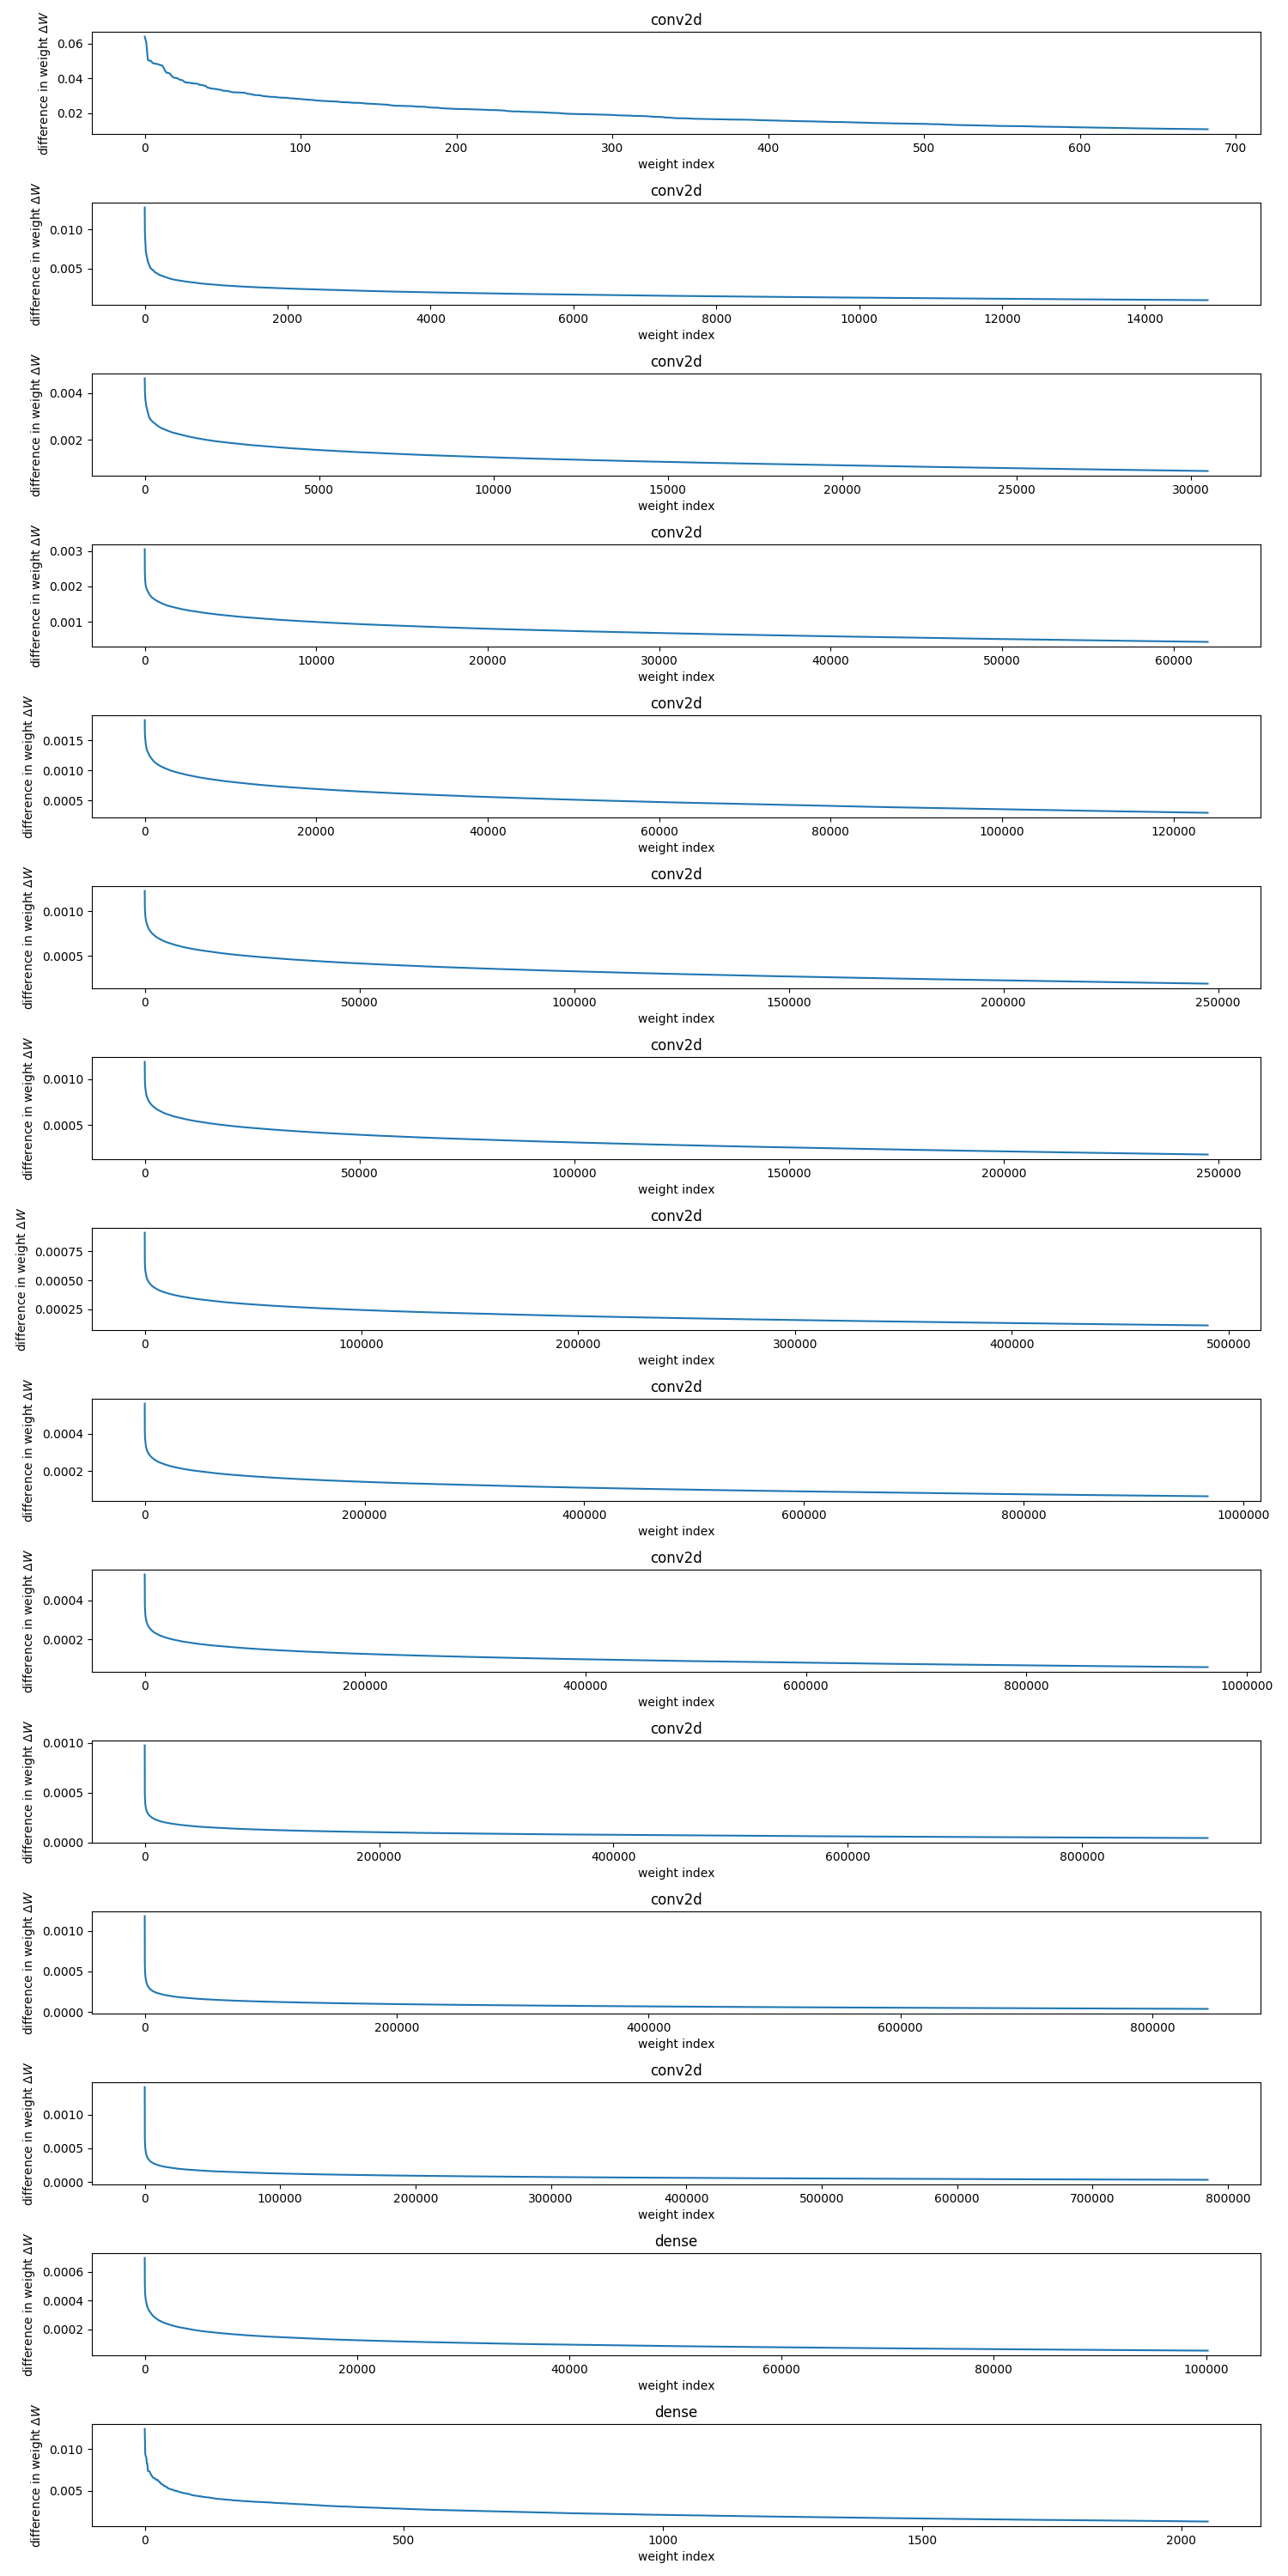 conv2d
difference in weight ΔW
0.06
0.04
0.02
0 100 200 300 400 500 600 700
weight index
conv2d
difference in weight ΔW
0.010
0.005
0 2000 4000 6000 8000 10000 12000 14000
weight index
conv2d
difference in weight ΔW
0.004
0.002
0 5000 10000 15000 20000 25000 30000
weight index
conv2d
difference in weight ΔW
0.003
0.002
0.001
0 10000 20000 30000 40000 50000 60000
weight index
conv2d
difference in weight ΔW
0.0015
0.0010
0.0005
0 20000 40000 60000 80000 100000 120000
weight index
conv2d
difference in weight ΔW
0.0010
0.0005
0 50000 100000 150000 200000 250000
weight index
conv2d
difference in weight ΔW
0.0010
0.0005
0 50000 100000 150000 200000 250000
weight index
conv2d
difference in weight ΔW
0.00075
0.00050
0.00025
0 100000 200000 300000 400000 500000
weight index
conv2d
difference in weight ΔW
0.0004
0.0002
0 200000 400000 600000 800000 1000000
weight index
conv2d
difference in weight ΔW
0.0004
0.0002
0 200000 400000 600000 800000 1000000
weight index
conv2d
difference in weight ΔW
0.0010
0.0005
0.0000
0 200000 400000 600000 800000
weight index
conv2d
difference in weight ΔW
0.0010
0.0005
0.0000
0 200000 400000 600000 800000
weight index
conv2d
difference in weight ΔW
0.0010
0.0005
0.0000
0 100000 200000 300000 400000 500000 600000 700000 800000
weight index
dense
difference in weight ΔW
0.0006
0.0004
0.0002
0 20000 40000 60000 80000 100000
weight index
dense
difference in weight ΔW
0.010
0.005
0 500 1000 1500 2000
weight index